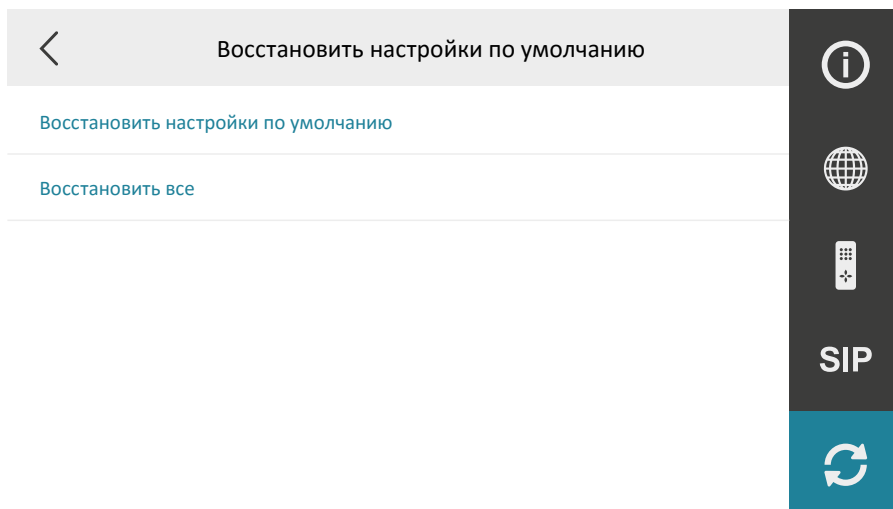 Восстановить настройки по умолчанию
Восстановить настройки по умолчанию
Восстановить все
SIP